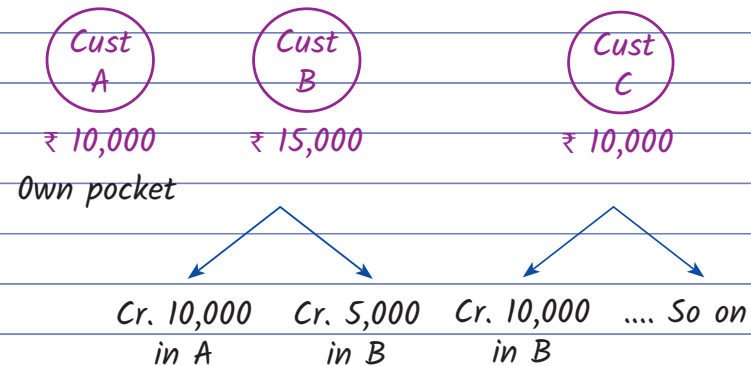 Cust Cust Cust
A B C
₹ 10,000 ₹ 15,000 ₹ 10,000
Own pocket
Cr. 10,000 Cr. 5,000 Cr. 10,000 .... So on
in A in B in B